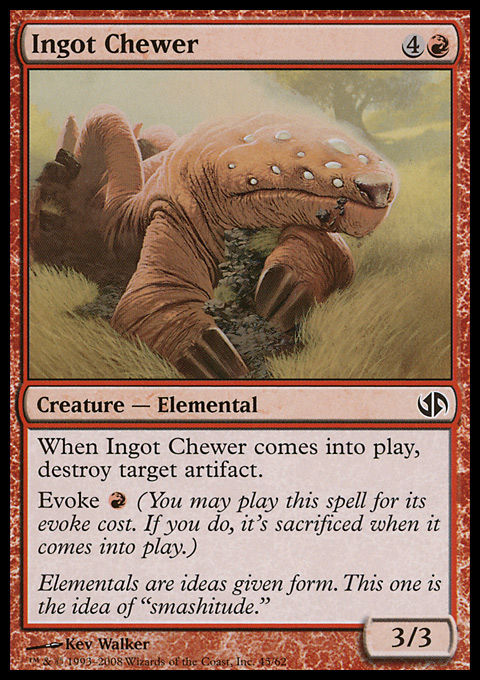 Ingot Chewer 4
Creature — Elemental
When Ingot Chewer comes into play,
destroy target artifact.
Evoke (You may play this spell for its
evoke cost. If you do, it's sacrificed when it
comes into play.)
Elementals are ideas given form. This one is
the idea of "smashitude."
Kev Walker
3/3
™ & © 1993–2008 Wizards of the Coast, Inc. 45/62